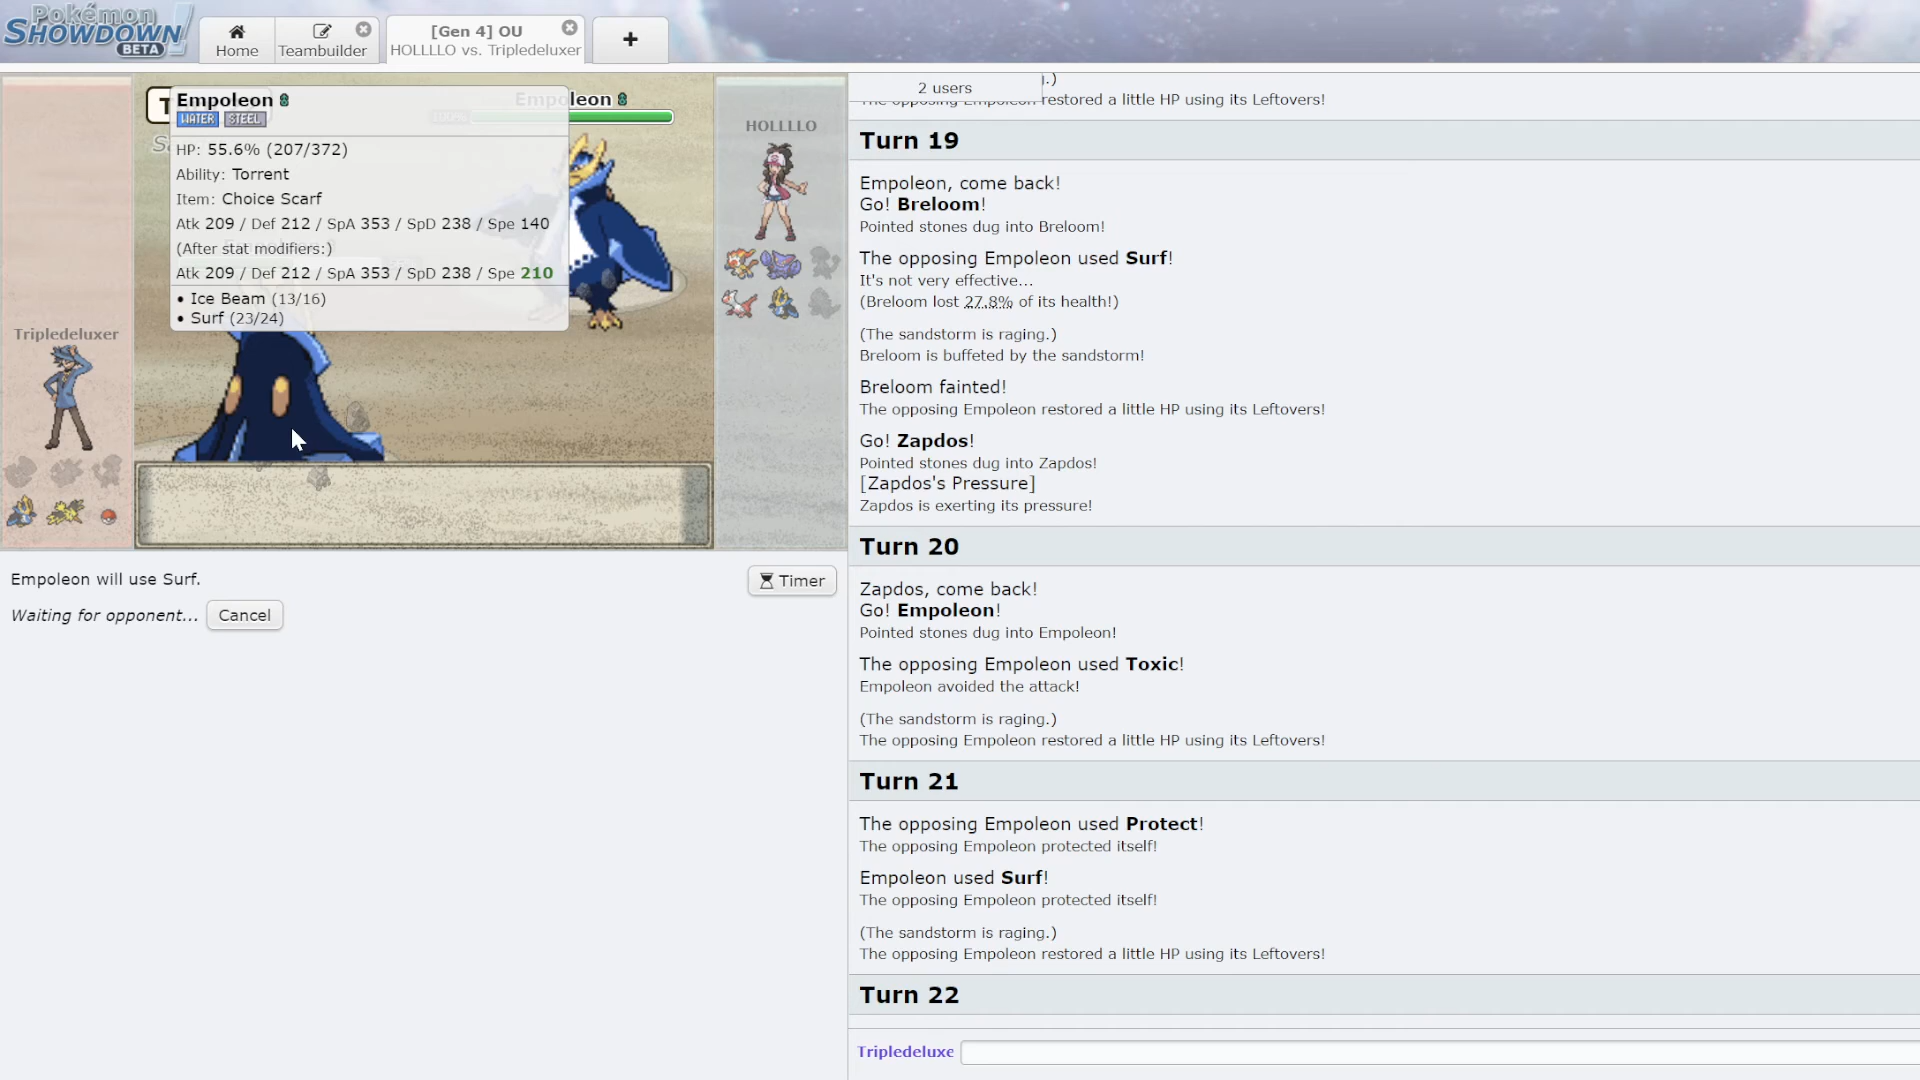 Pokémon
SHOWDOWN!
BETA
Home
Teambuilder
[Gen 4] OU
HOLLLLO vs. Tripledeluxer
+
Empoleon
WATER STEEL
HP: 55.6% (207/372)
Ability: Torrent
Item: Choice Scarf
Atk 209 / Def 212 / SpA 353 / SpD 238 / Spe 140
(After stat modifiers:)
Atk 209 / Def 212 / SpA 353 / SpD 238 / Spe 210
• Ice Beam (13/16)
• Surf (23/24)
Empoleon
HOLLLLO
Tripledeluxer
Empoleon will use Surf.
Timer
Waiting for opponent... Cancel
2 users
The opposing Empoleon restored a little HP using its Leftovers!
Turn 19
Empoleon, come back!
Go! Breloom!
Pointed stones dug into Breloom!
The opposing Empoleon used Surf!
It's not very effective...
(Breloom lost 27.8% of its health!)
(The sandstorm is raging.)
Breloom is buffeted by the sandstorm!
Breloom fainted!
The opposing Empoleon restored a little HP using its Leftovers!
Go! Zapdos!
Pointed stones dug into Zapdos!
[Zapdos's Pressure]
Zapdos is exerting its pressure!
Turn 20
Zapdos, come back!
Go! Empoleon!
Pointed stones dug into Empoleon!
The opposing Empoleon used Toxic!
Empoleon avoided the attack!
(The sandstorm is raging.)
The opposing Empoleon restored a little HP using its Leftovers!
Turn 21
The opposing Empoleon used Protect!
The opposing Empoleon protected itself!
Empoleon used Surf!
The opposing Empoleon protected itself!
(The sandstorm is raging.)
The opposing Empoleon restored a little HP using its Leftovers!
Turn 22
Tripledeluxe